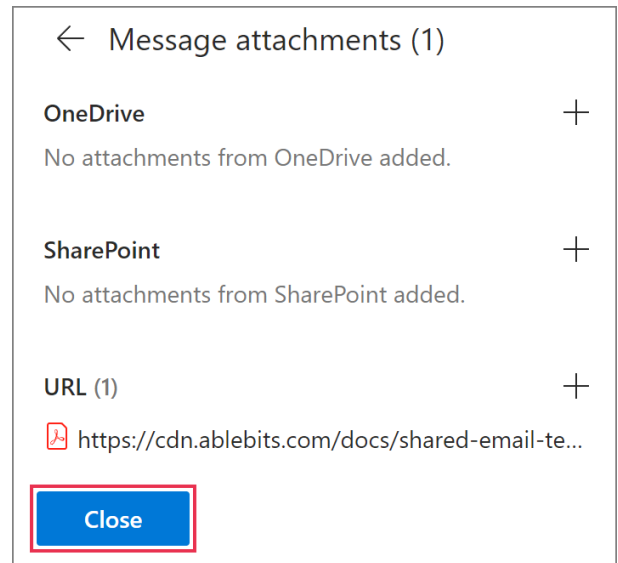 Message attachments (1)
OneDrive
No attachments from OneDrive added.
SharePoint
No attachments from SharePoint added.
URL (1)
https://cdn.ablebits.com/docs/shared-email-te...
Close